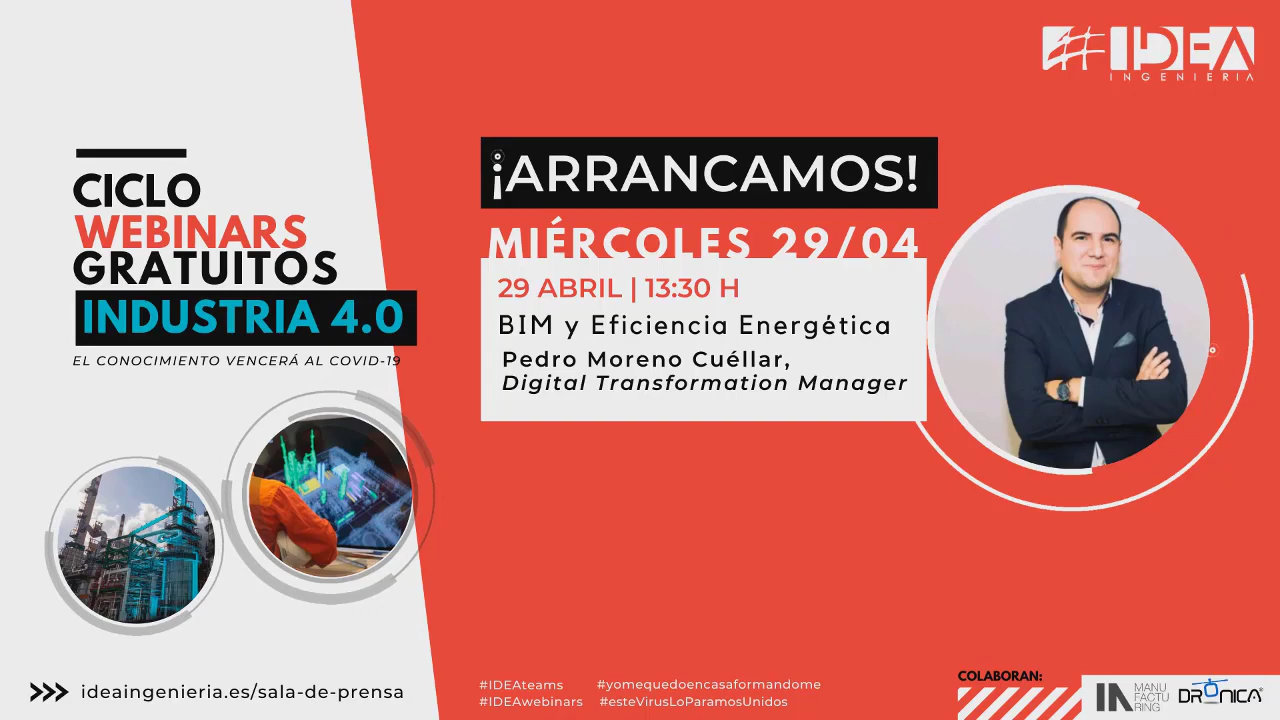 #IDEA
INGENIERIA
CICLO
WEBINARS
GRATUITOS
INDUSTRIA 4.0
EL CONOCIMIENTO VENCERÁ AL COVID-19
¡ARRANCAMOS!
MIÉRCOLES 29/04
29 ABRIL | 13:30 H
BIM y Eficiencia Energética
Pedro Moreno Cuéllar,
Digital Transformation Manager
ideaingenieria.es/sala-de-prensa
#IDEAteams #yomequedoencasaformandome
#IDEAwebinars #esteVirusLoParamosUnidos
COLABORAN:
IA MANU
FACTU
RING
DRONICA